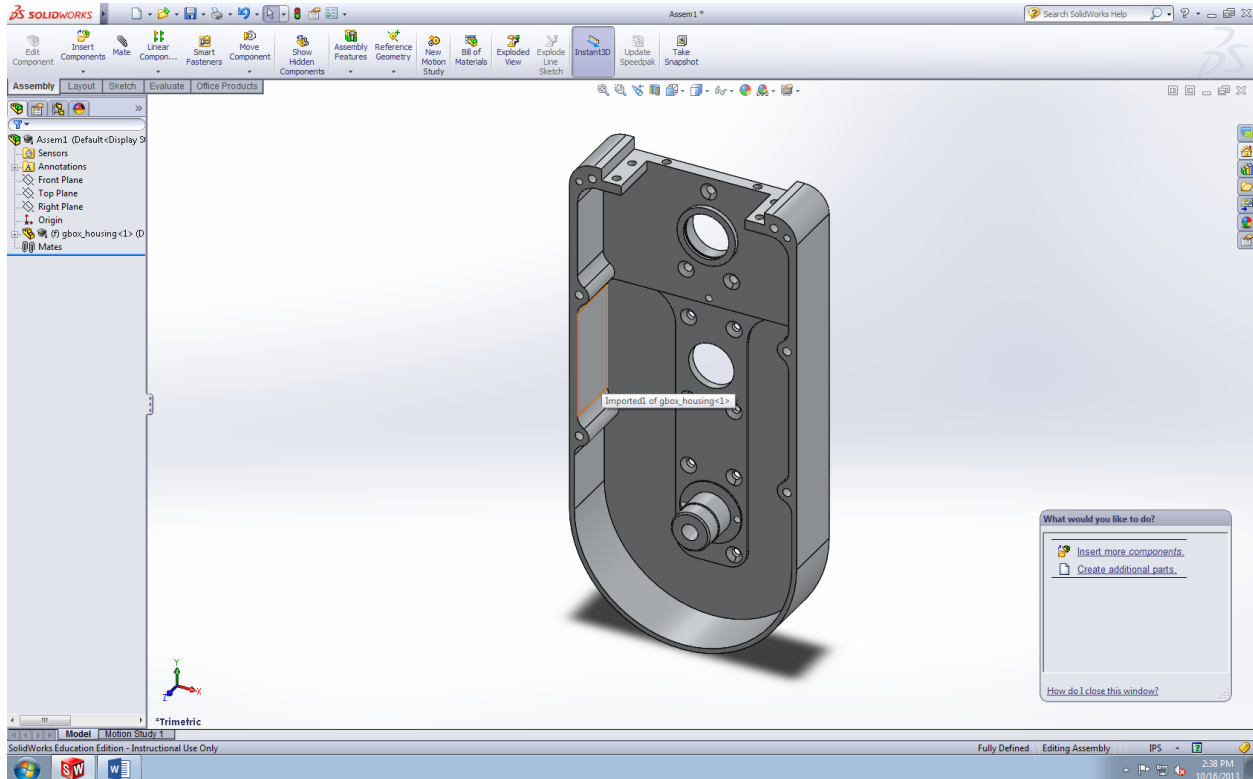 SOLIDWORKS
Assem1 *
Search SolidWorks Help
Edit Component
Insert Components
Mate
Linear Compon...
Smart Fasteners
Move Component
Show Hidden Components
Assembly Features
Reference Geometry
New Motion Study
Bill of Materials
Exploded View
Explode Line Sketch
Instant3D
Update Speedpak
Take Snapshot
Assembly Layout Sketch Evaluate Office Products
Assem1 (Default<Display S
Sensors
Annotations
Front Plane
Top Plane
Right Plane
Origin
(f) gbox_housing<1> (D
Mates
Imported1 of gbox_housing<1>
What would you like to do?
Insert more components.
Create additional parts.
How do I close this window?
Y
X
Z
*Trimetric
Model Motion Study 1
SolidWorks Education Edition - Instructional Use Only
Fully Defined Editing Assembly IPS
SW W
2:38 PM
10/16/2013